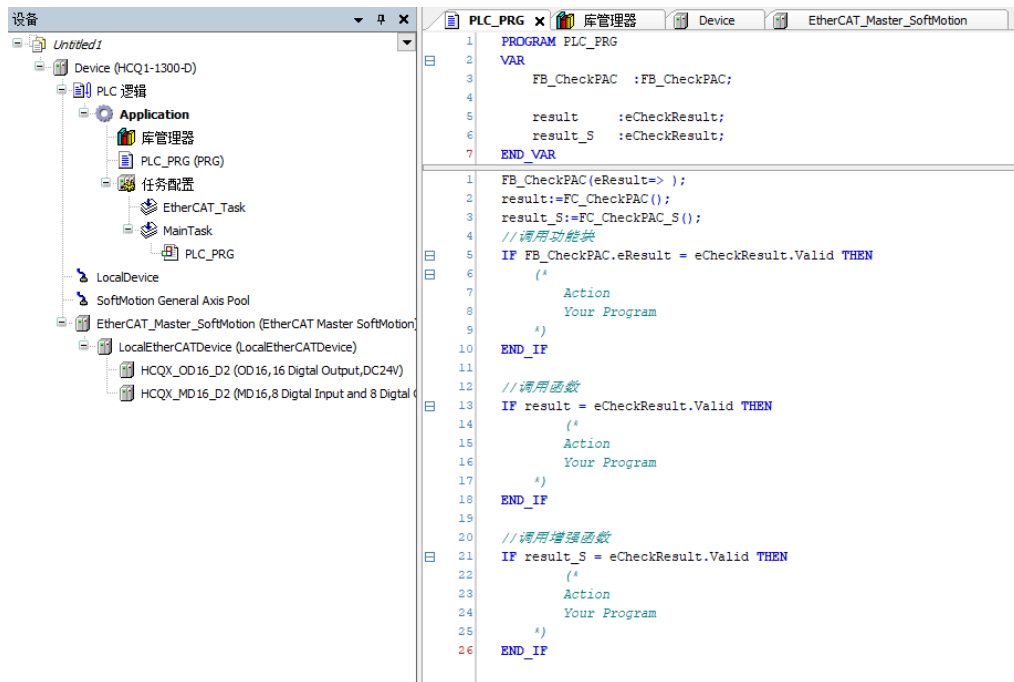 设备
Untitled1
Device (HCQ1-1300-D)
PLC 逻辑
Application
库管理器
PLC_PRG (PRG)
任务配置
EtherCAT_Task
MainTask
PLC_PRG
LocalDevice
SoftMotion General Axis Pool
EtherCAT_Master_SoftMotion (EtherCAT Master SoftMotion)
LocalEtherCATDevice (LocalEtherCATDevice)
HCQX_OD16_D2 (OD16,16 Digtal Output,DC24V)
HCQX_MD16_D2 (MD16,8 Digtal Input and 8 Digtal
PLC_PRG 库管理器 Device EtherCAT_Master_SoftMotion
1 PROGRAM PLC_PRG
2 VAR
3 FB_CheckPAC :FB_CheckPAC;
4
5 result :eCheckResult;
6 result_S :eCheckResult;
7 END_VAR
1 FB_CheckPAC(eResult=> );
2 result:=FC_CheckPAC();
3 result_S:=FC_CheckPAC_S();
4 //调用功能块
5 IF FB_CheckPAC.eResult = eCheckResult.Valid THEN
6 (*
7 Action
8 Your Program
9 *)
10 END_IF
11
12 //调用函数
13 IF result = eCheckResult.Valid THEN
14 (*
15 Action
16 Your Program
17 *)
18 END_IF
19
20 //调用增强函数
21 IF result_S = eCheckResult.Valid THEN
22 (*
23 Action
24 Your Program
25 *)
26 END_IF